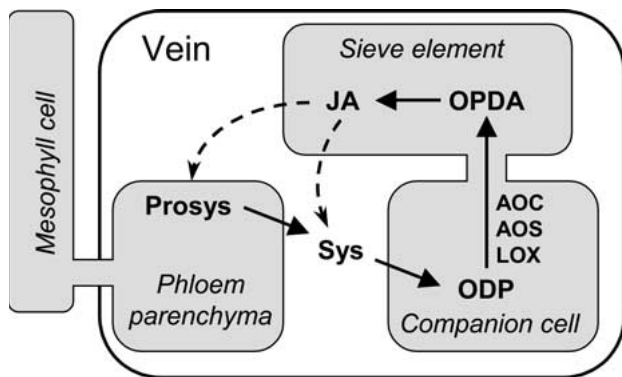 Vein
Mesophyll cell
Sieve element
JA
OPDA
Prosys
Sys
AOC
AOS
LOX
ODP
Phloem
parenchyma
Companion cell